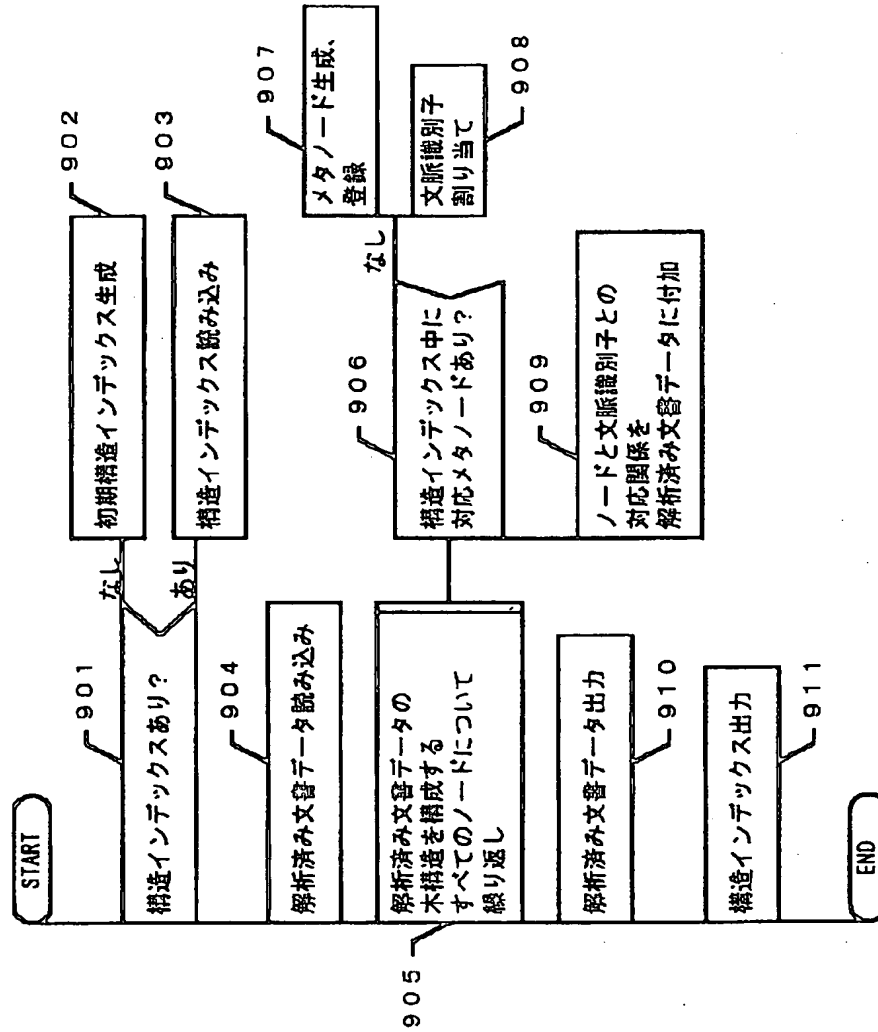 START
901
構造インデックスあり？
なし
902
初期構造インデックス生成
あり
903
構造インデックス読み込み
904
解析済み文書データ読み込み
905
解析済み文書データの
木構造を構成する
すべてのノードについて
繰り返し
906
構造インデックス中に
対応メタノードあり？
なし
907
メタノード生成、
登録
908
文脈識別子
割り当て
909
ノードと文脈識別子との
対応関係を
解析済み文書データに付加
解析済み文書データ出力
910
構造インデックス出力
911
END